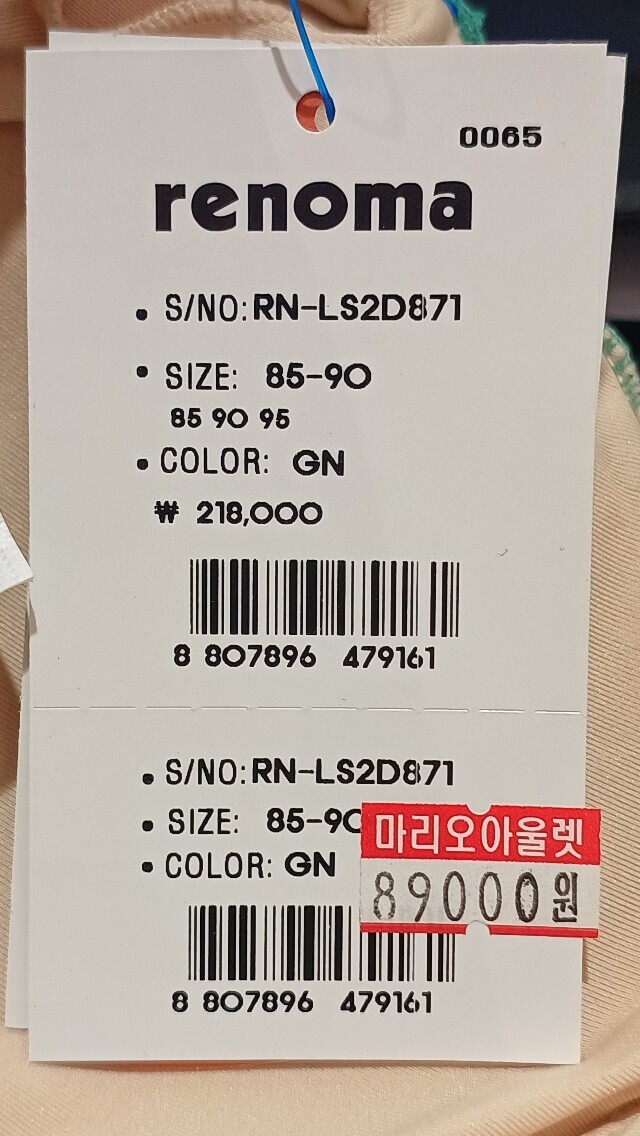 0065
renoma
• S/NO: RN-LS2D871
• SIZE: 85-90
85 90 95
• COLOR: GN
₩ 218,000
8 807896 479161
• S/NO: RN-LS2D871
• SIZE: 85-90
마리오아울렛
• COLOR: GN
89000원
8 807896 479161